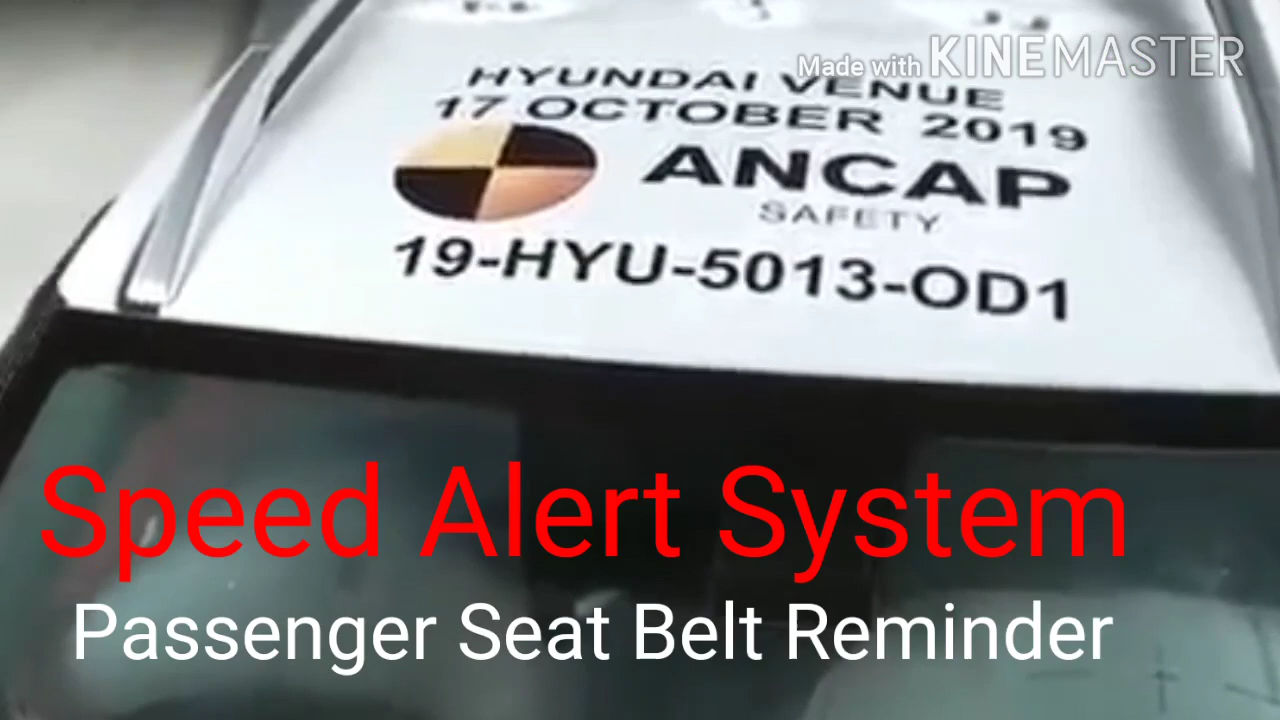 Made with KINEMASTER
HYUNDAI VENUE
17 OCTOBER 2019
ANCAP
SAFETY
19-HYU-5013-OD1
Speed Alert System
Passenger Seat Belt Reminder